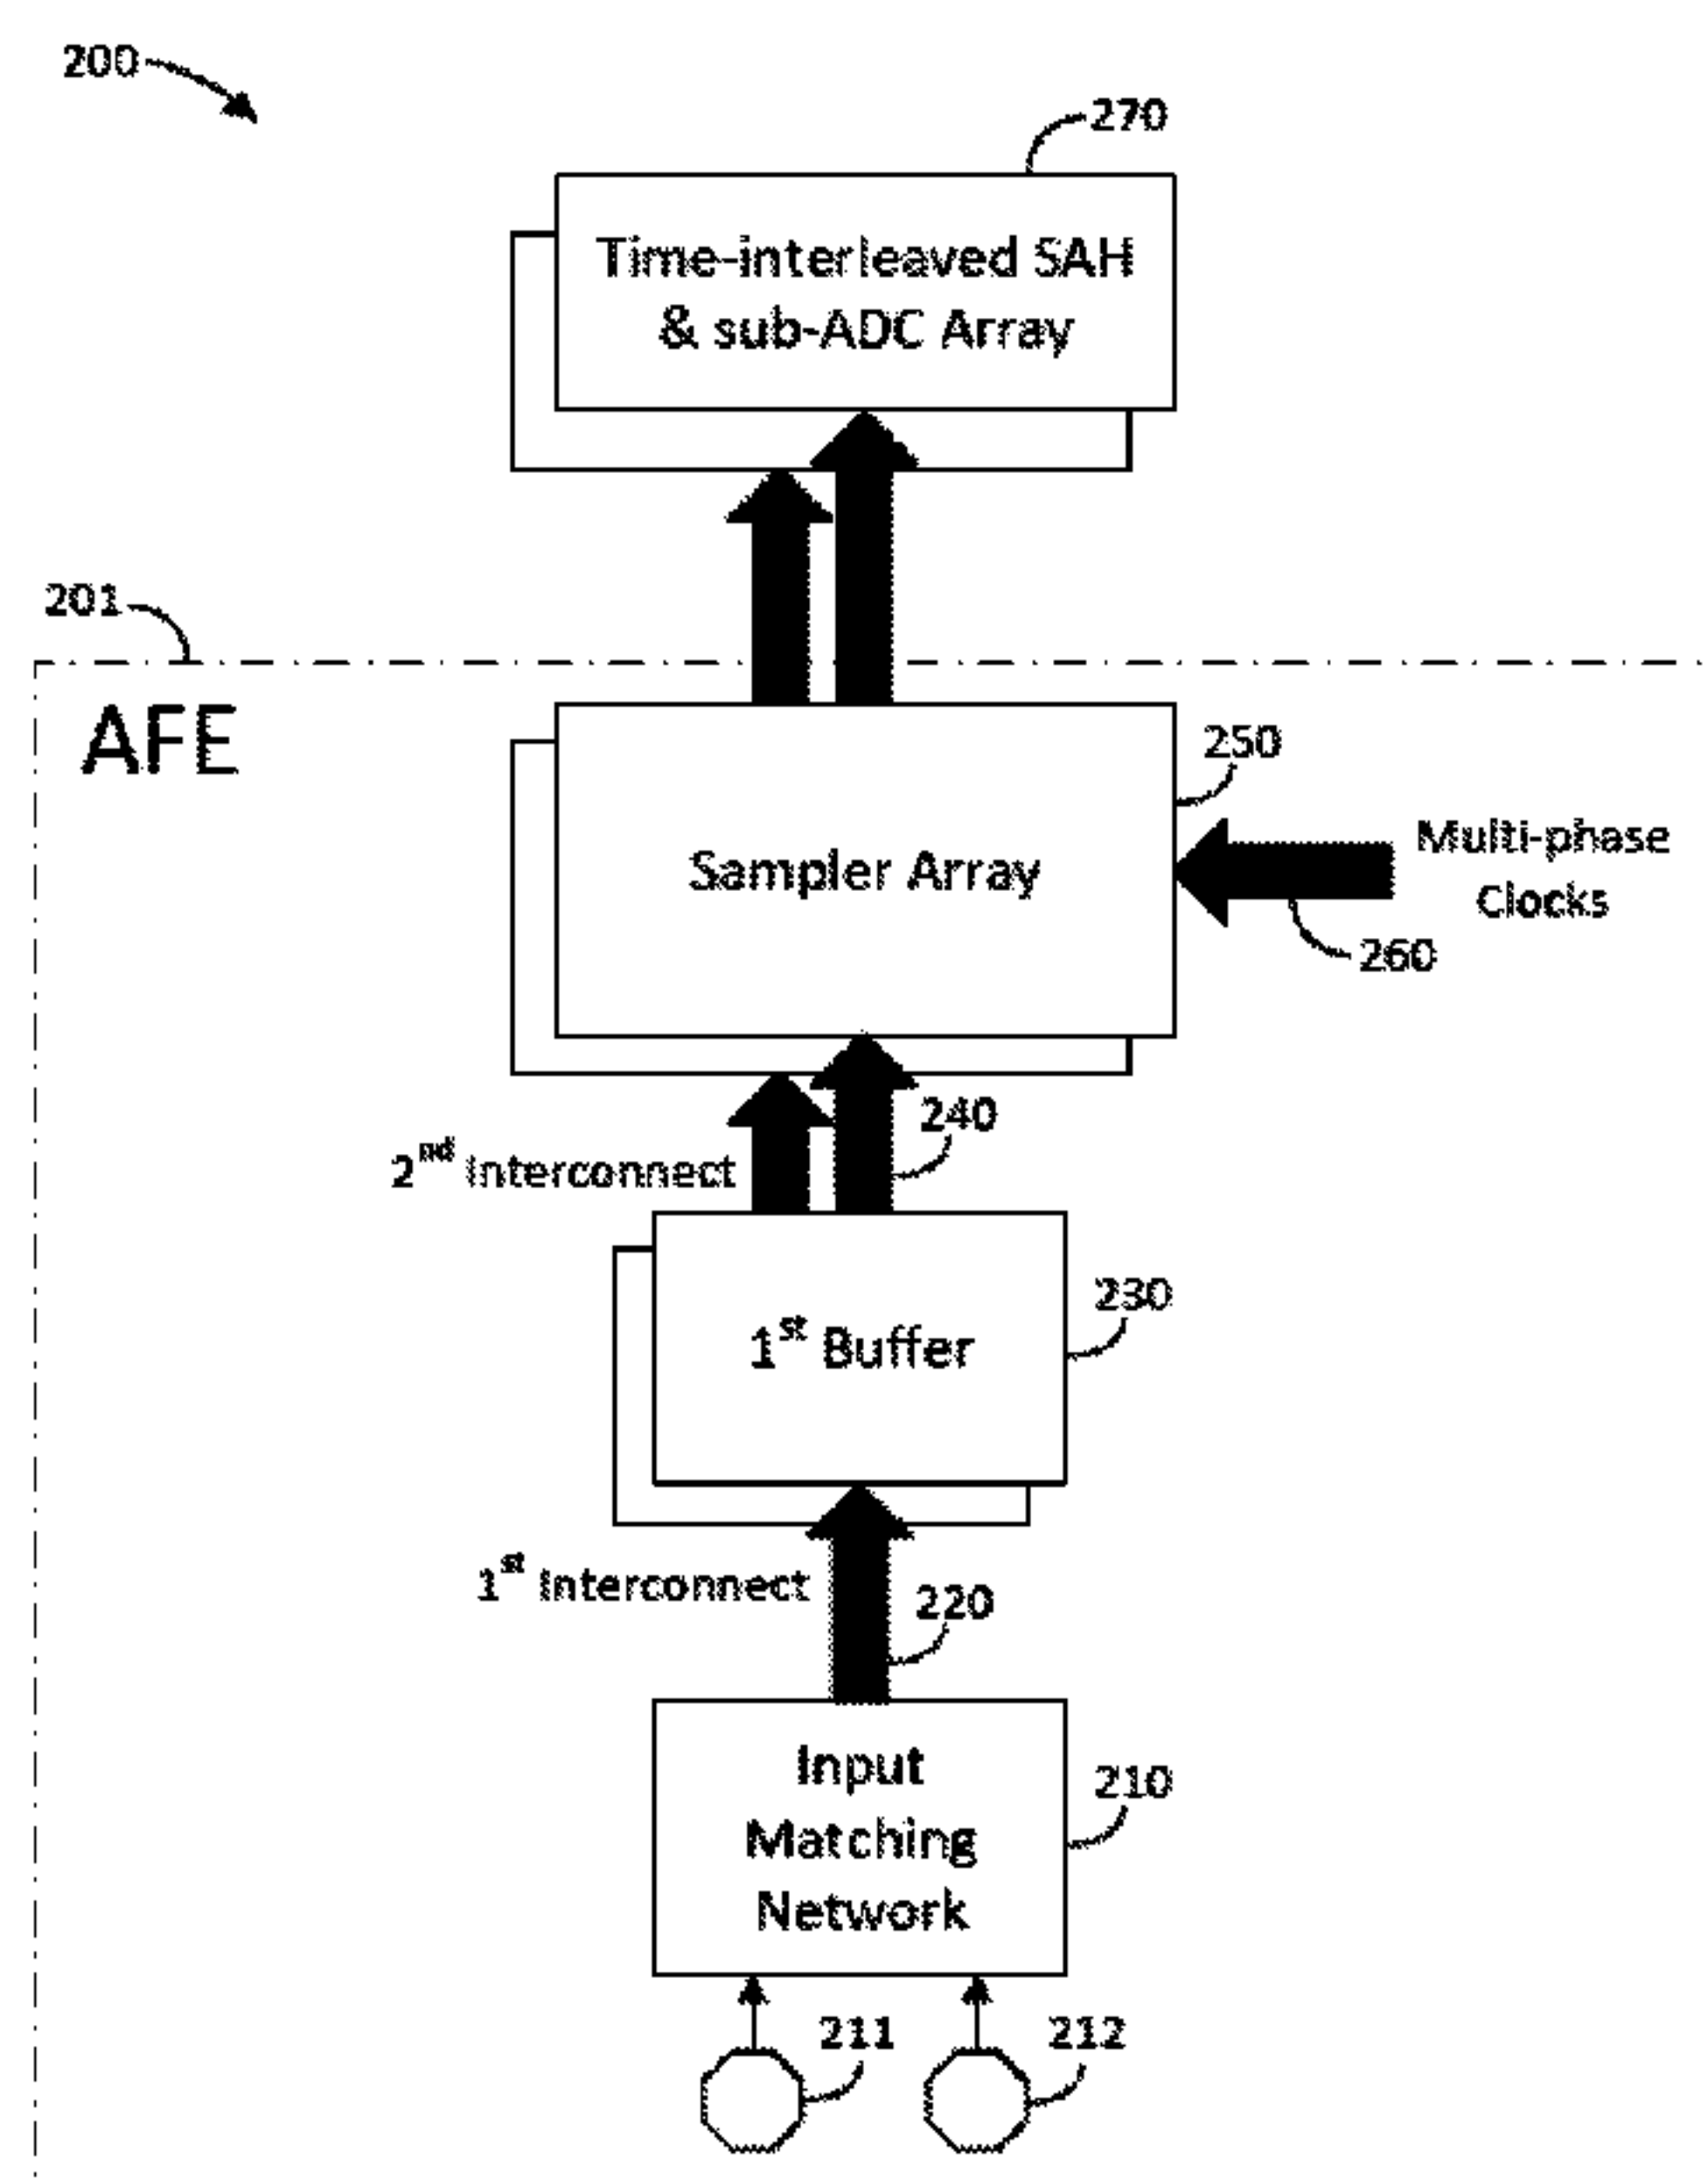 200
270
Time-interleaved SAH
& sub-ADC Array
201
AFE
250
Sampler Array
Multi-phase
Clocks
260
240
2nd Interconnect
230
1st Buffer
1st Interconnect
220
Input
Matching
Network
210
211
212